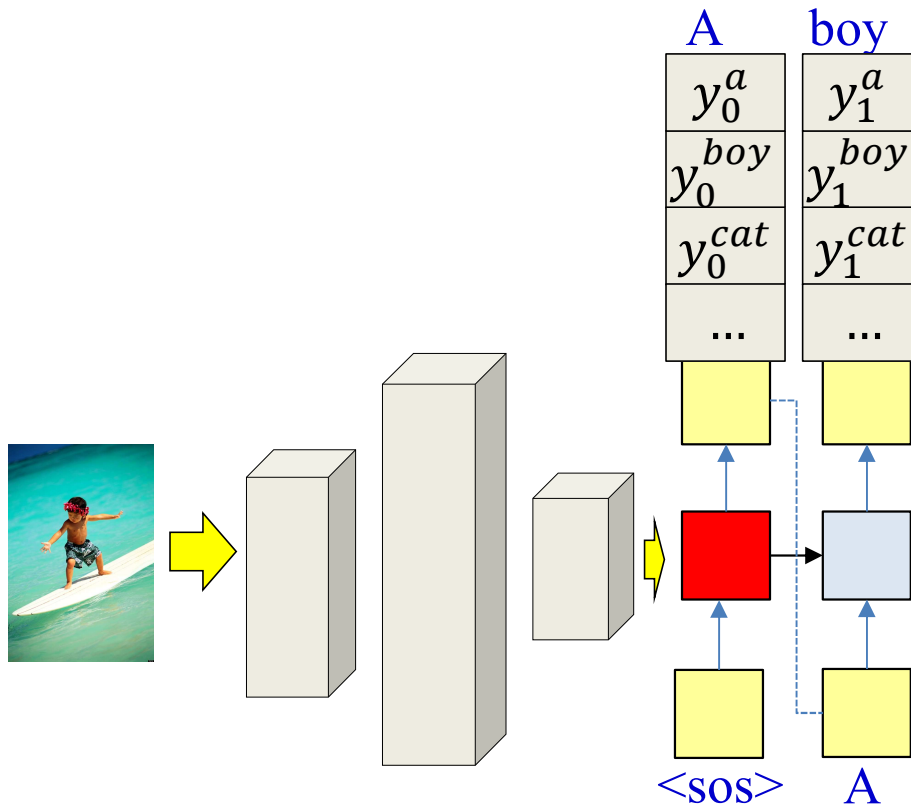 A boy
y_0^a y_1^a
y_0^{boy} y_1^{boy}
y_0^{cat} y_1^{cat}
... ...
<sos> A